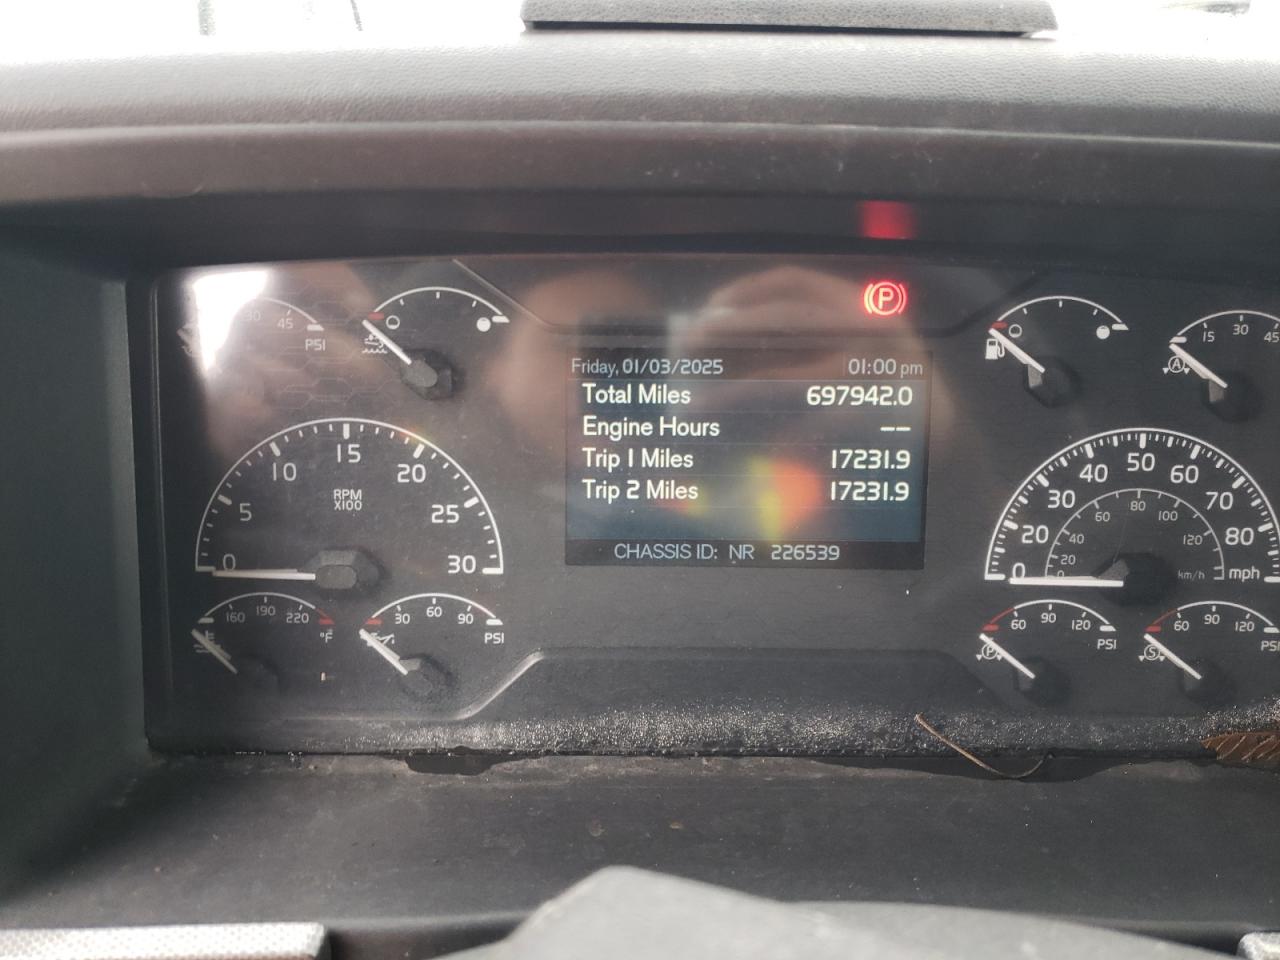 30 45
PSI
Friday, 01/03/2025 01:00 pm
Total Miles 697942.0
Engine Hours --
Trip 1 Miles 17231.9
Trip 2 Miles 17231.9
CHASSIS ID: NR 226539
P
15 30 45
A
0 5 10 15 20 25 30
RPM
X100
0 20 30 40 50 60 70 80
mph
0 20 40 60 80 100 120
km/h
160 190 220
°F
30 60 90
PSI
60 90 120
PSI
P
60 90 120
PSI
S